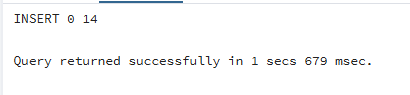 INSERT 0 14
Query returned successfully in 1 secs 679 msec.